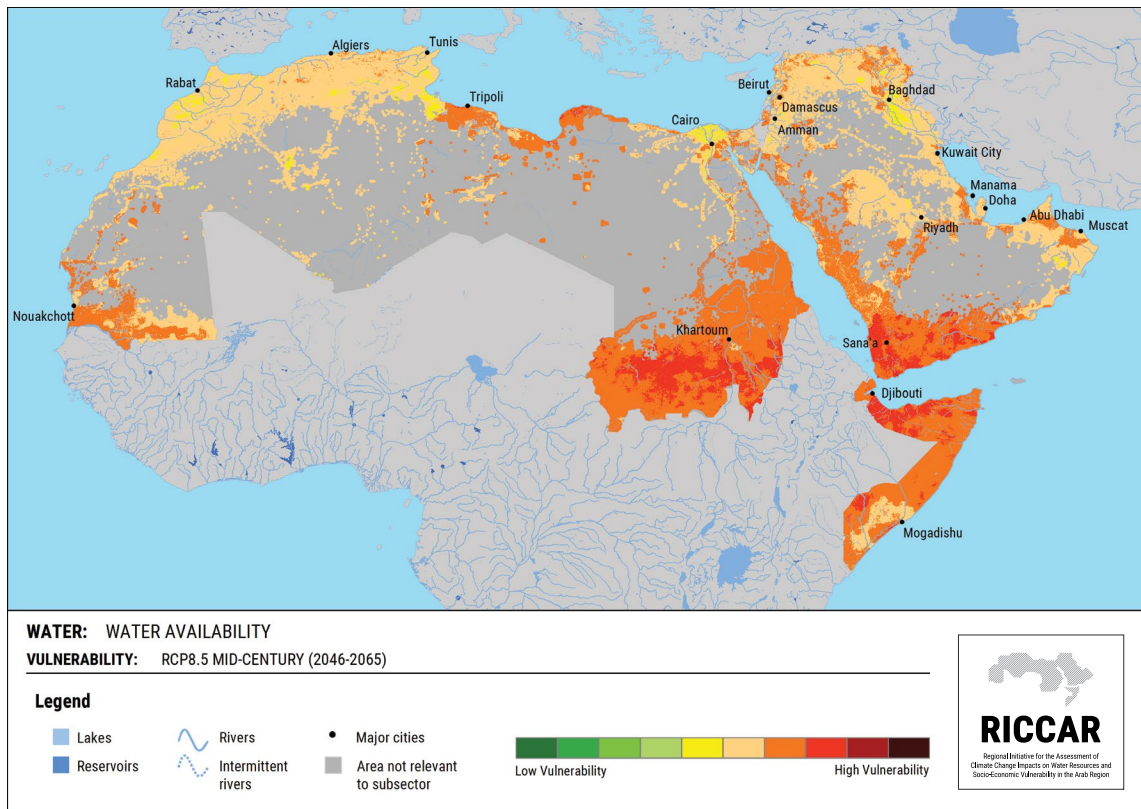 Algiers
Tunis
Rabat
Tripoli
Beirut
Damascus
Baghdad
Cairo
Amman
Kuwait City
Manama
Doha
Abu Dhabi
Riyadh
Muscat
Nouakchott
Khartoum
Sana'a
Djibouti
Mogadishu
WATER: WATER AVAILABILITY
VULNERABILITY: RCP8.5 MID-CENTURY (2046-2065)
Legend
Lakes
Reservoirs
Rivers
Intermittent
rivers
Major cities
Area not relevant
to subsector
Low Vulnerability
High Vulnerability
RICCAR
Regional Initiative for the Assessment of
Climate Change Impacts on Water Resources and
Socio-Economic Vulnerability in the Arab Region